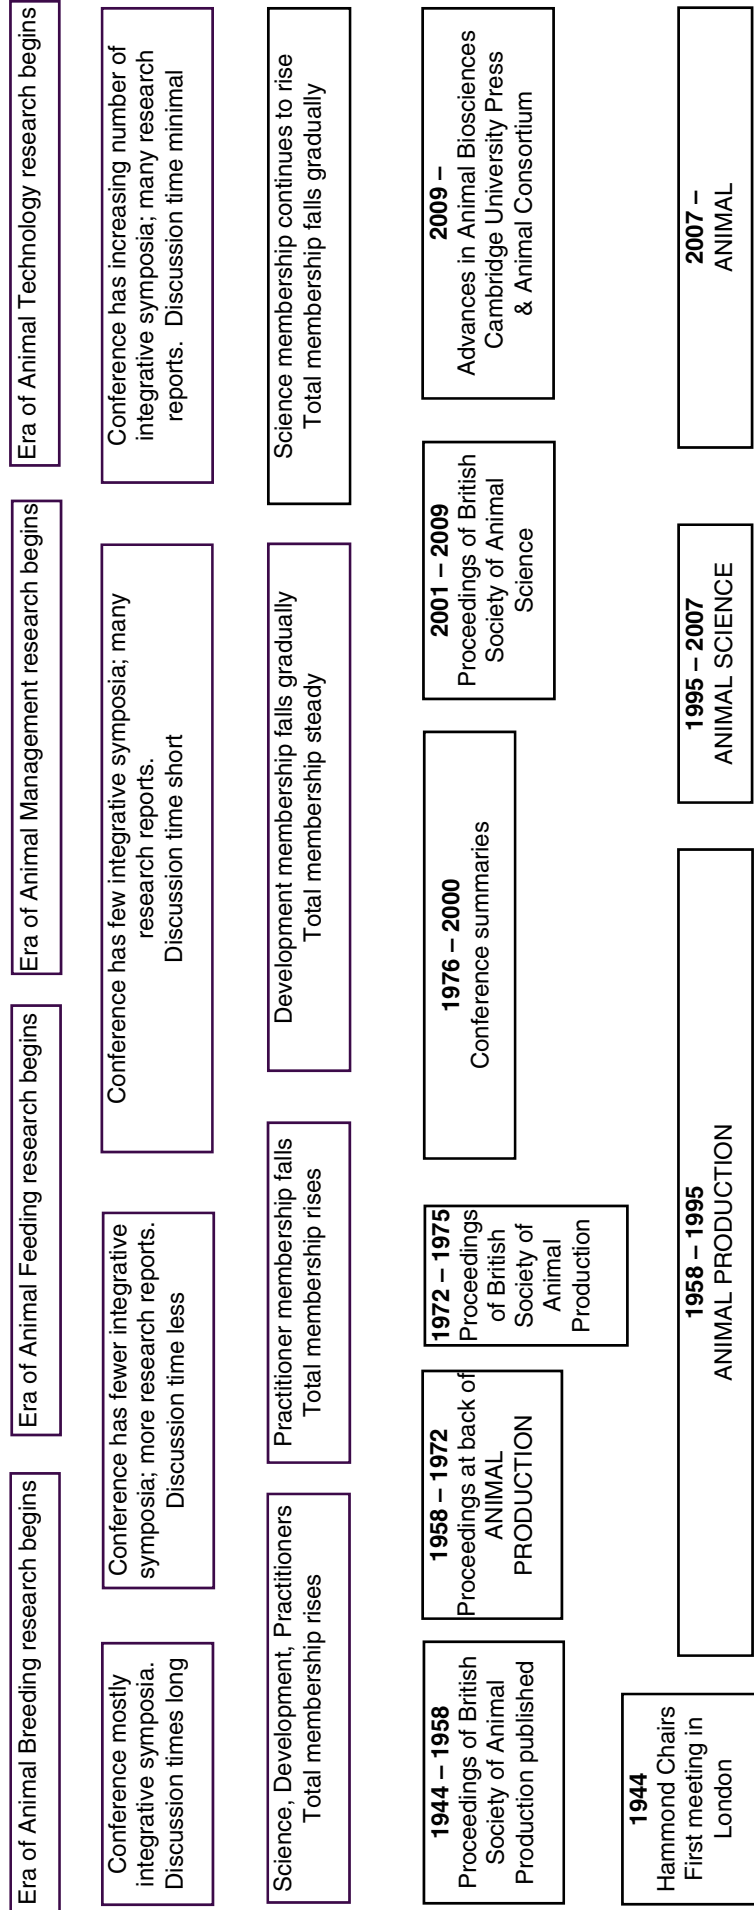 Era of Animal Breeding research begins
Era of Animal Feeding research begins
Era of Animal Management research begins
Era of Animal Technology research begins
Conference mostly
integrative symposia.
Discussion times long
Conference has fewer integrative
symposia; more research reports.
Discussion time less
Conference has few integrative symposia; many
research reports.
Discussion time short
Conference has increasing number of
integrative symposia; many research
reports. Discussion time minimal
Science, Development, Practitioners
Total membership rises
Practitioner membership falls
Total membership rises
Development membership falls gradually
Total membership steady
Science membership continues to rise
Total membership falls gradually
1944 – 1958
Proceedings of British
Society of Animal
Production published
1958 – 1972
Proceedings at back of
ANIMAL
PRODUCTION
1972 – 1975
Proceedings
of British
Society of
Animal
Production
1976 – 2000
Conference summaries
2001 – 2009
Proceedings of British
Society of Animal
Science
2009 –
Advances in Animal Biosciences
Cambridge University Press
& Animal Consortium
1944
Hammond Chairs
First meeting in
London
1958 – 1995
ANIMAL PRODUCTION
1995 – 2007
ANIMAL SCIENCE
2007 –
ANIMAL